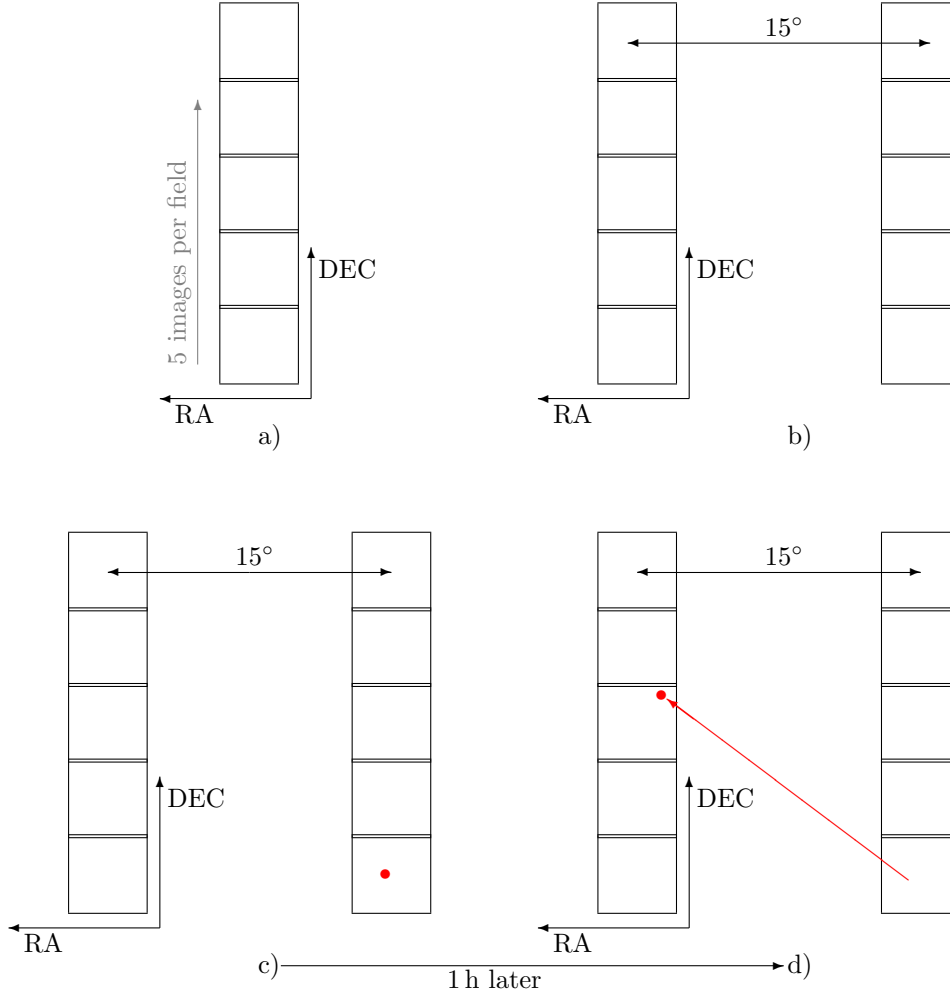 5 images per field
DEC
RA
a)
15°
DEC
RA
b)
15°
DEC
RA
c)
1 h later
15°
DEC
RA
d)